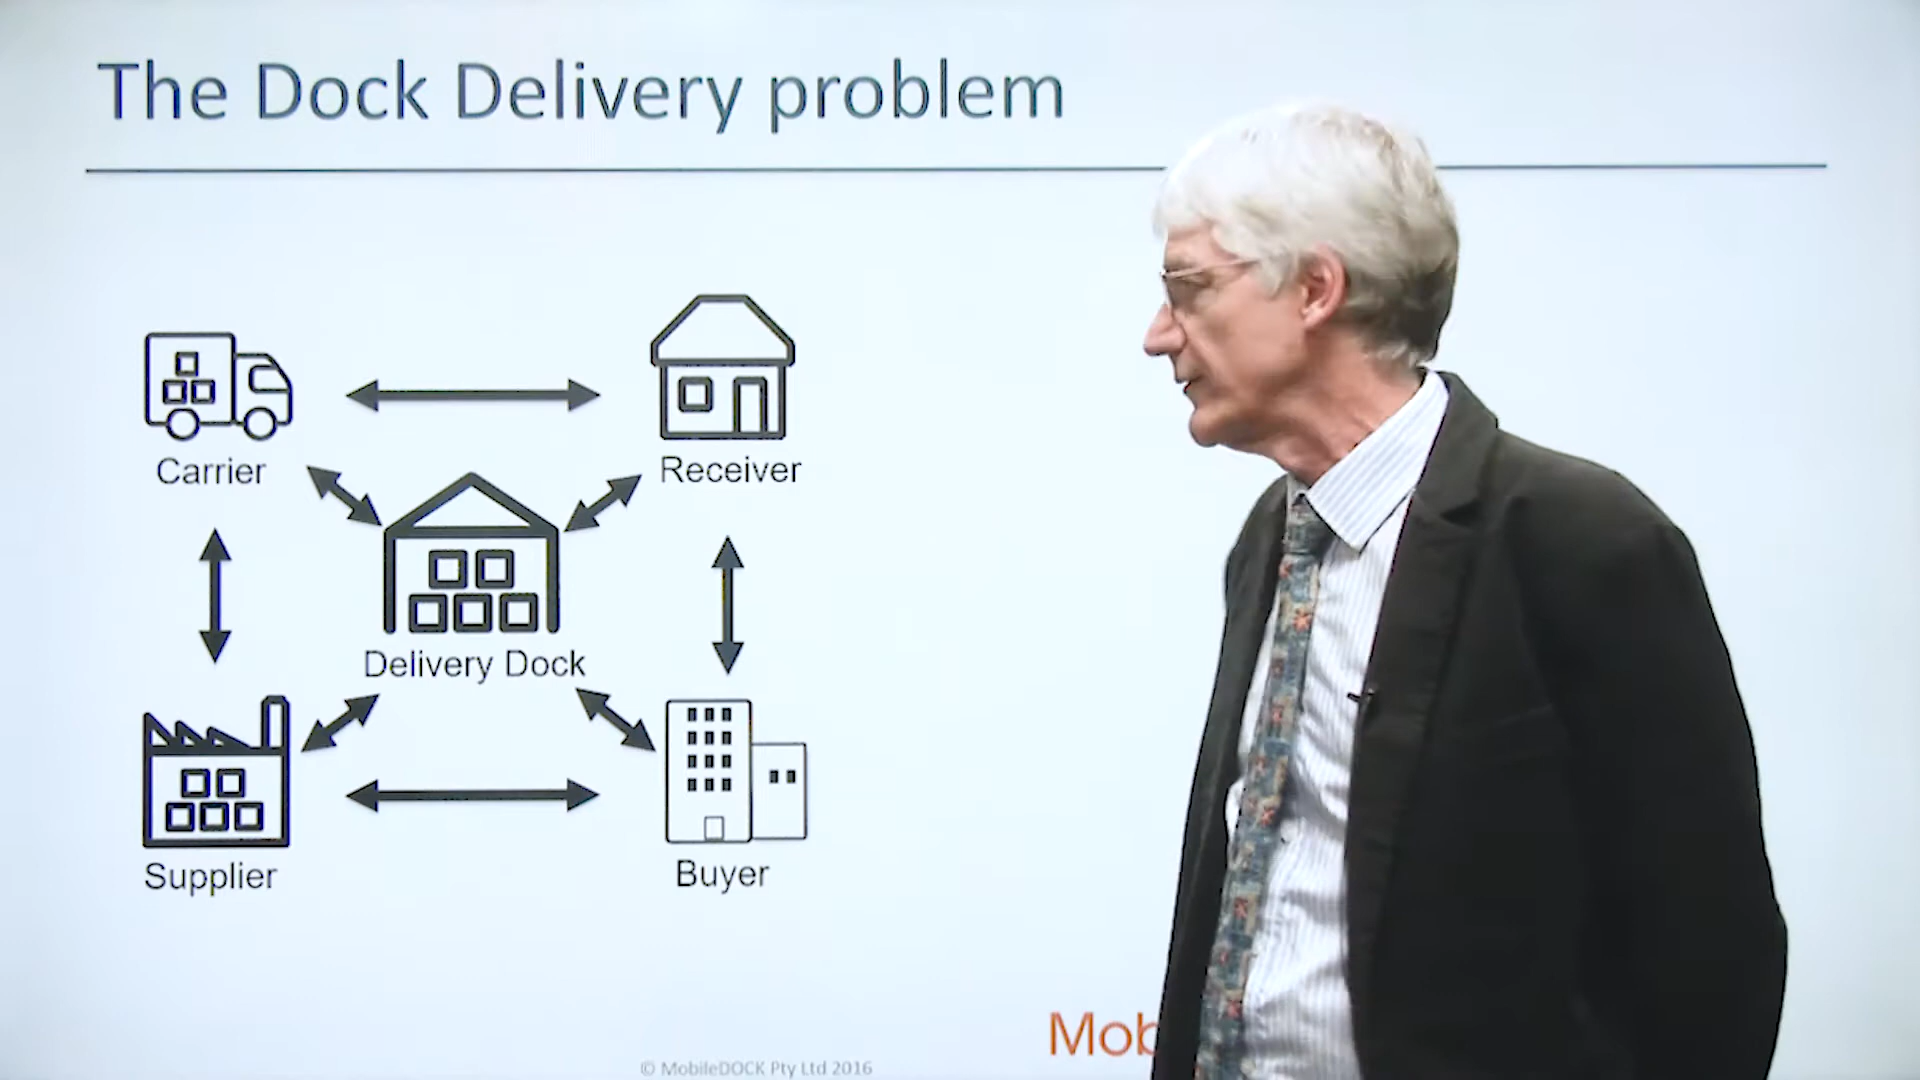 The Dock Delivery problem
Carrier
Receiver
Delivery Dock
Supplier
Buyer
Mob
© MobileDOCK Pty Ltd 2016